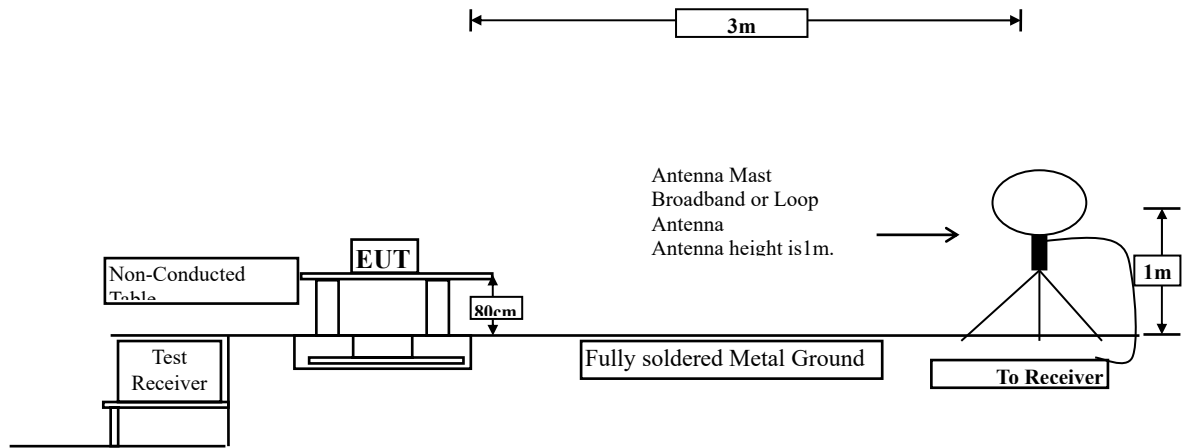 3m
Antenna Mast
Broadband or Loop
Antenna
Antenna height is1m.
EUT
Non-Conducted
Table
80cm
1m
Test
Receiver
Fully soldered Metal Ground
To Receiver